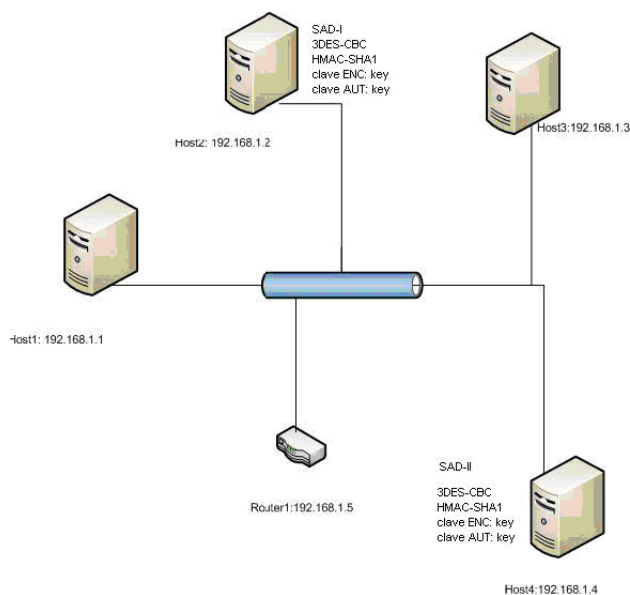 SAD-I
3DES-CBC
HMAC-SHA1
clave ENC: key
clave AUT: key
Host2: 192.168.1.2
Host3:192.168.1.3
Host1: 192.168.1.1
Router1:192.168.1.5
SAD-II
3DES-CBC
HMAC-SHA1
clave ENC: key
clave AUT: key
Host4:192.168.1.4